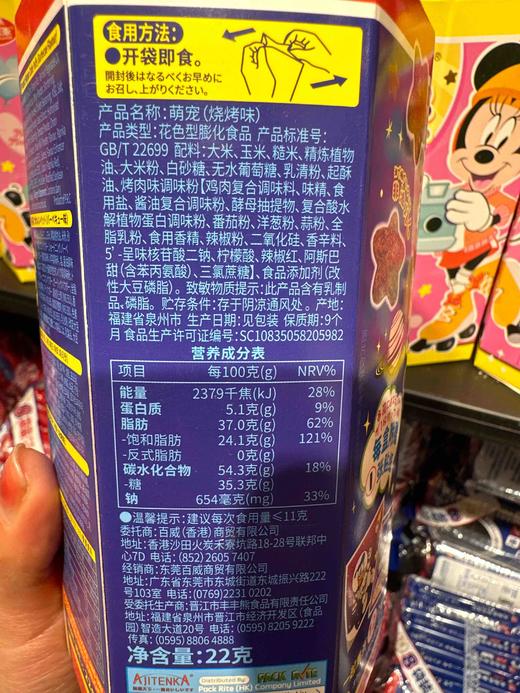 食用方法:
●开袋即食。
開封後はなるべくお早めに
お召し上がりください。
产品名称:萌宠(烧烤味)
产品类型:花色型膨化食品 产品标准号:
GB/T 22699 配料:大米、玉米、糙米、精炼植物
油、大米粉、白砂糖、无水葡萄糖、乳清粉、起酥
油、烤肉味调味粉【鸡肉复合调味料、味精、食
用盐、酱油复合调味粉、酵母抽提物、复合酸水
解植物蛋白调味粉、番茄粉、洋葱粉、蒜粉、全
脂乳粉、食用香精、辣椒粉、二氧化硅、香辛料、
5'-呈味核苷酸二钠、柠檬酸、辣椒红、阿斯巴
甜(含苯丙氨酸)、三氯蔗糖】、食品添加剂(改
性大豆磷脂)。 致敏物质提示:此产品含有乳制
品、磷脂。 贮存条件:存于阴凉通风处。 产地:
福建省泉州市 生产日期:见包装 保质期:9个
月 食品生产许可证编号:SC10835058205982
营养成分表
项目 每100克(g) NRV%
能量 2379千焦(kJ) 28%
蛋白质 5.1克(g) 9%
脂肪 37.0克(g) 62%
-饱和脂肪 24.1克(g) 121%
-反式脂肪 0克(g)
碳水化合物 54.3克(g) 18%
-糖 35.3克(g)
钠 654毫克(mg) 33%
●温馨提示:建议每次食用量≤11克
委托商:百威(香港)商贸有限公司
地址:香港沙田火炭禾寮坑路18-28号联邦中
心7D 电话:(852) 2605 7407
经销商:东莞百威商贸有限公司
地址:广东省东莞市东城街道东城振兴路222
号103室 电话:(0769)2231 0202
受委托生产商:晋江市丰丰熊食品有限责任公司
地址:福建省泉州市晋江市经济开发区(食品
园)智造大道20号 电话:(0595) 8205 9222
传真:(0595) 8806 4888
净含量:22克
AJITENKA
Distributed By:
Pack Rite (HK) Company Limited
PACK RITE